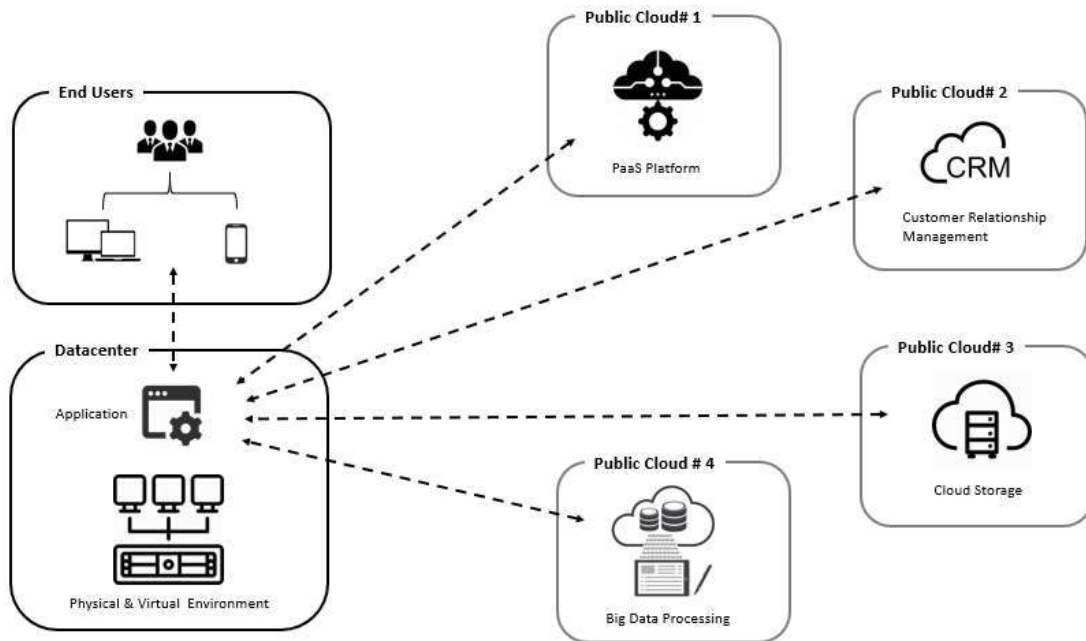 Public Cloud# 1
PaaS Platform
End Users
Public Cloud# 2
CRM
Customer Relationship
Management
Datacenter
Application
Physical & Virtual Environment
Public Cloud# 3
Cloud Storage
Public Cloud # 4
Big Data Processing